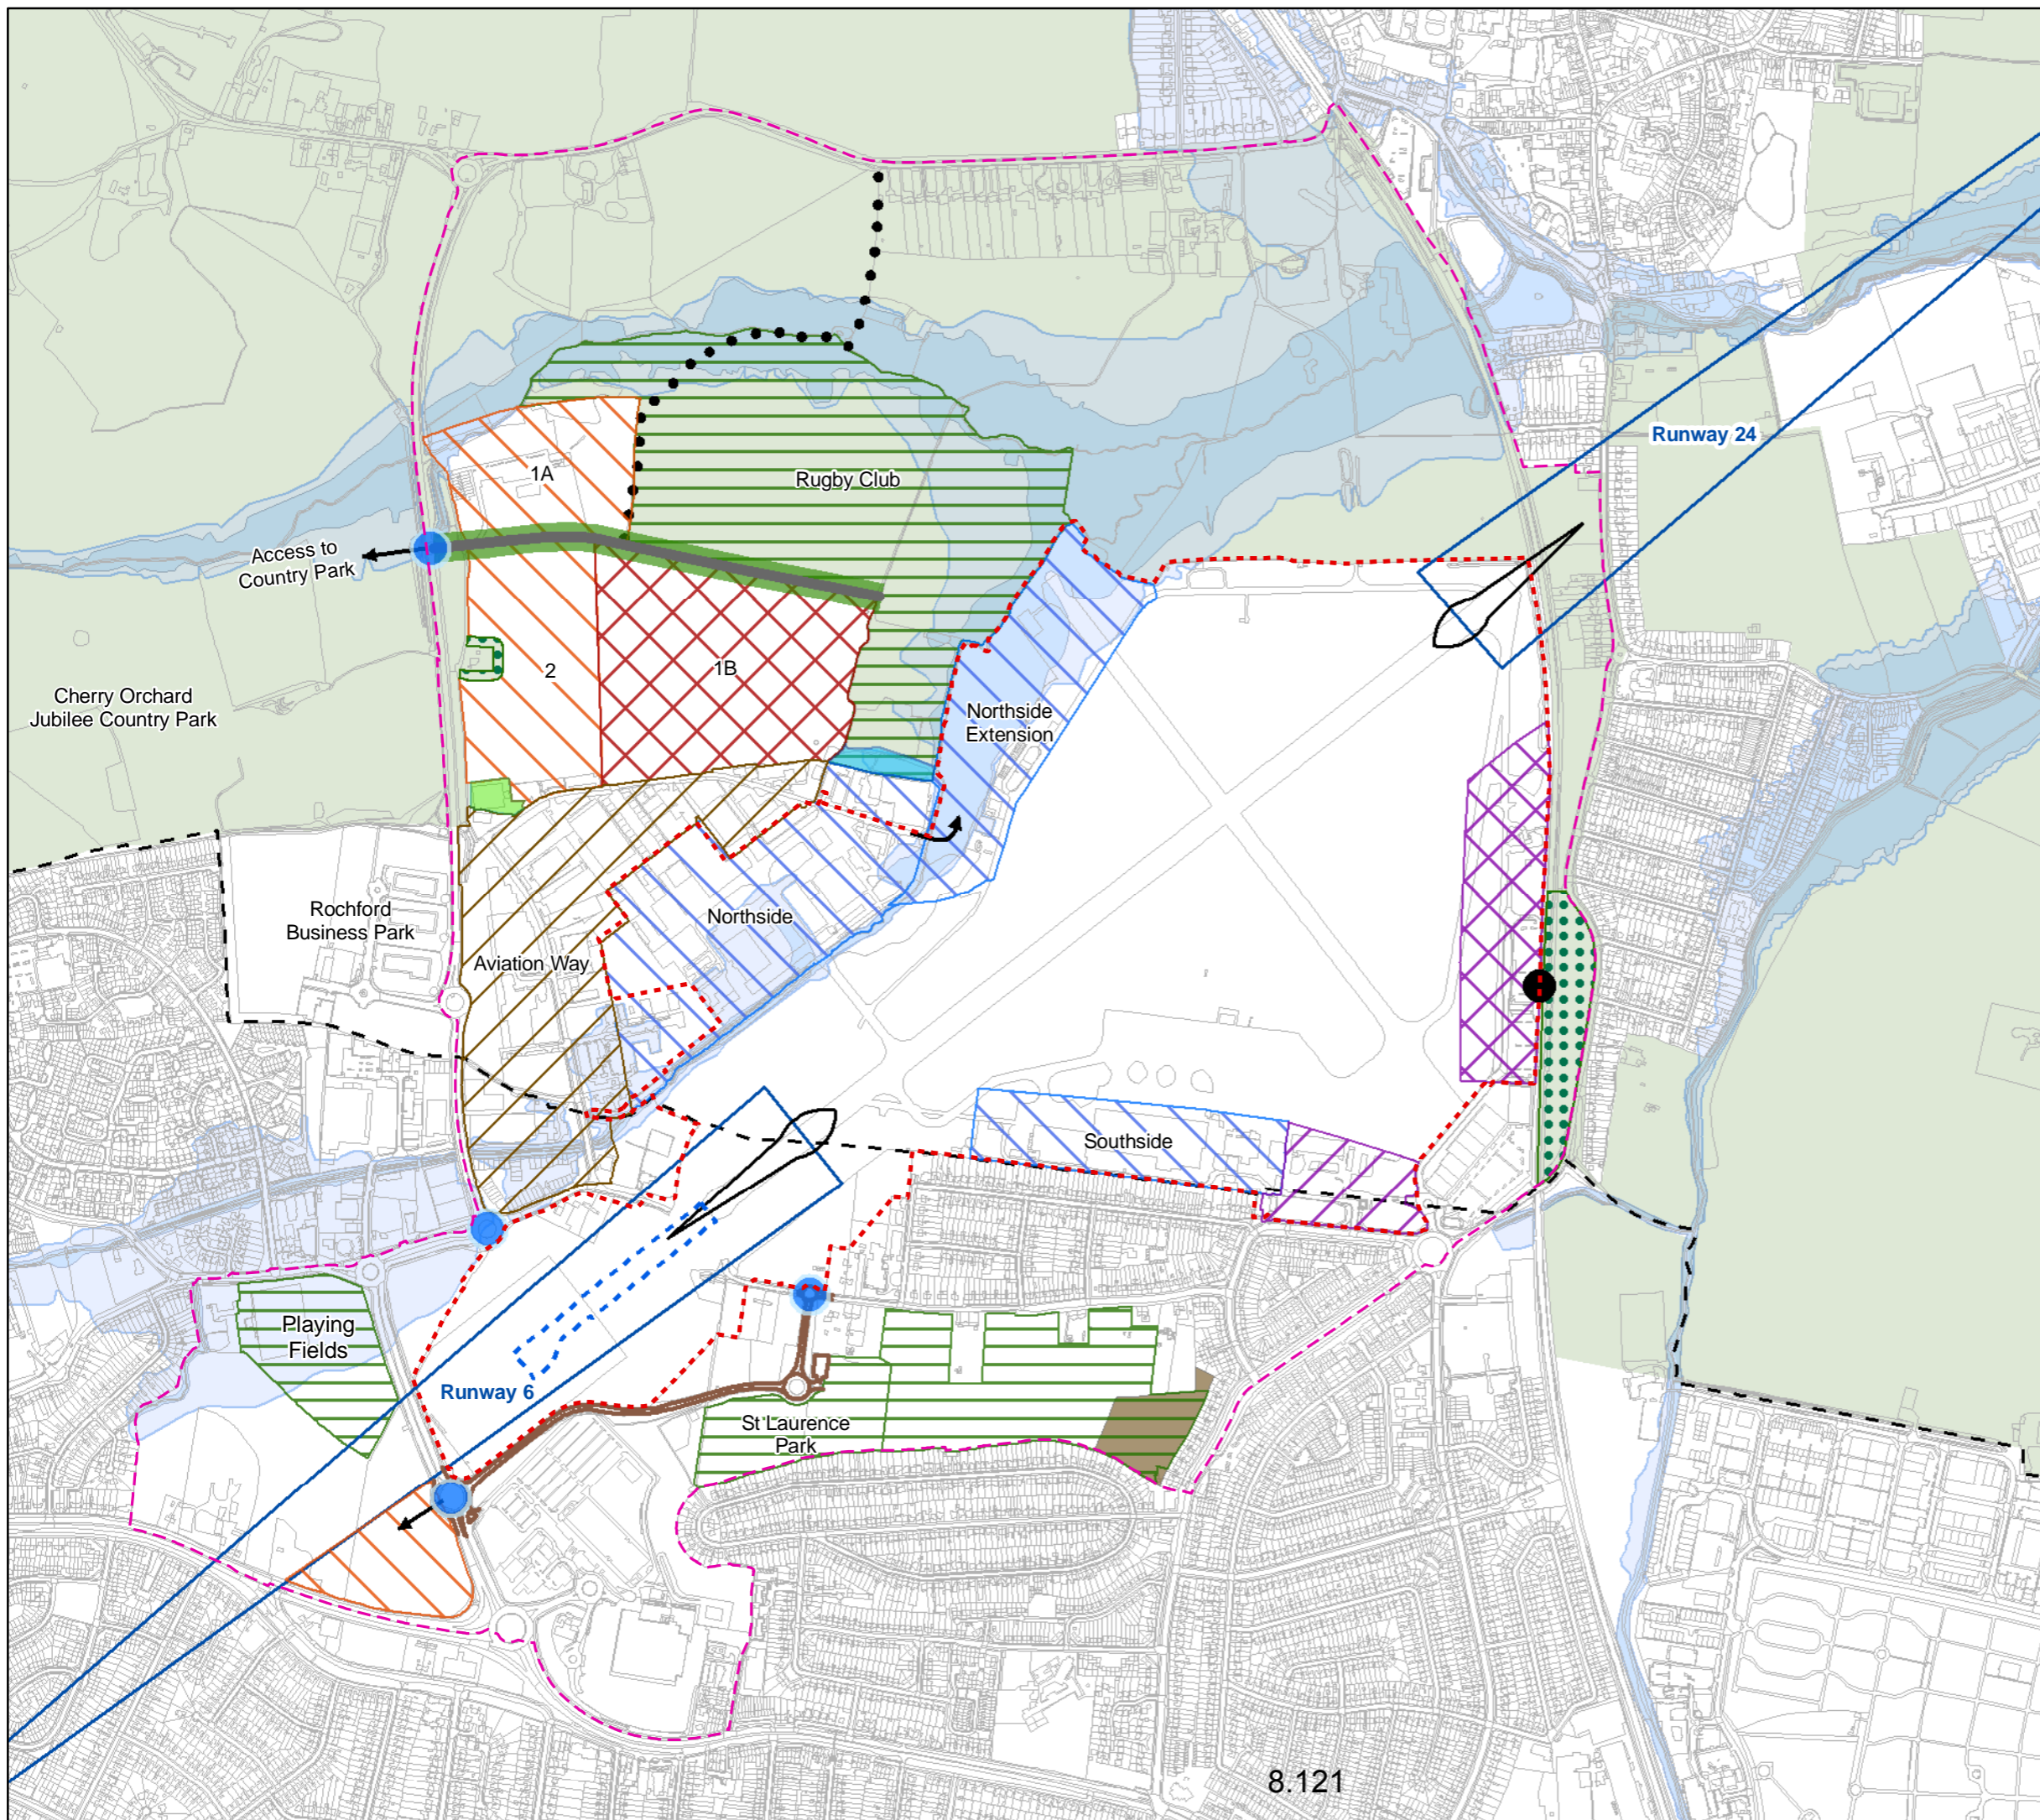 Runway 24
1A
Rugby Club
Access to
Country Park
2
1B
Cherry Orchard
Jubilee Country Park
Northside
Extension
Rochford
Business Park
Northside
Aviation Way
Southside
Playing
Fields
Runway 6
St Laurence
Park
8.121